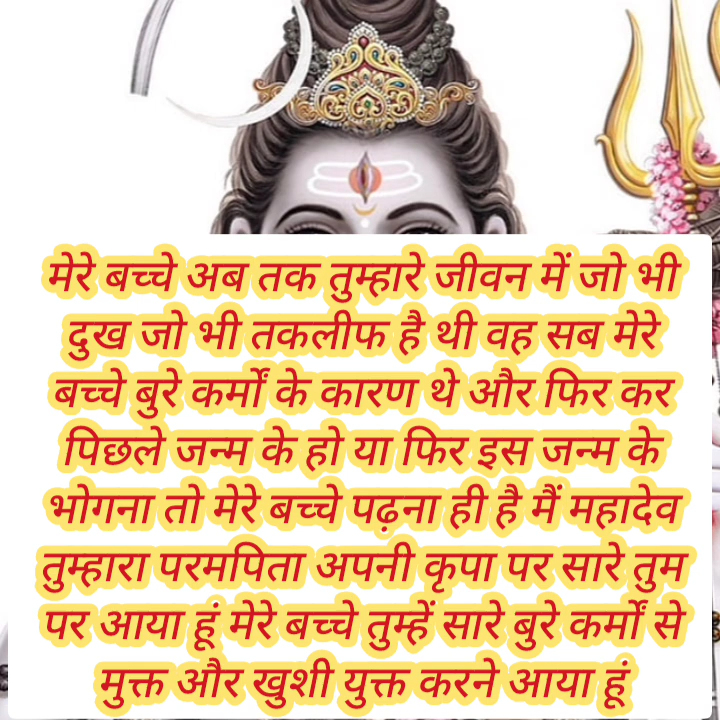 मेरे बच्चे अब तक तुम्हारे जीवन में जो भी
दुख जो भी तकलीफ है थी वह सब मेरे
बच्चे बुरे कर्मों के कारण थे और फिर कर
पिछले जन्म के हो या फिर इस जन्म के
भोगना तो मेरे बच्चे पढ़ना ही है मैं महादेव
तुम्हारा परमपिता अपनी कृपा पर सारे तुम
पर आया हूं मेरे बच्चे तुम्हें सारे बुरे कर्मों से
मुक्त और खुशी युक्त करने आया हूं